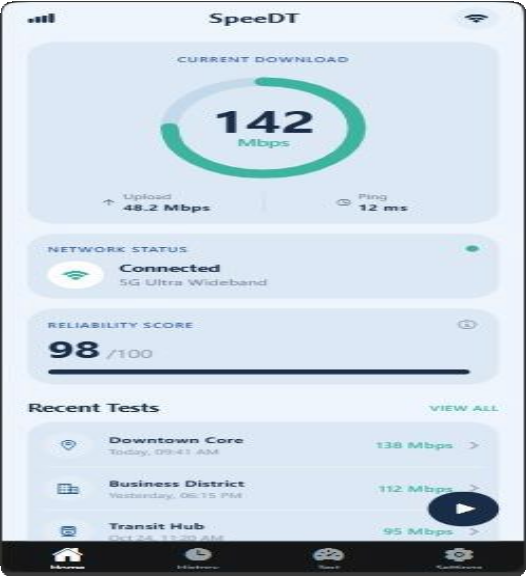 SpeeDT
CURRENT DOWNLOAD
142
Mbps
Upload
48.2 Mbps
Ping
12 ms
NETWORK STATUS
Connected
5G Ultra Wideband
RELIABILITY SCORE
98 /100
Recent Tests
VIEW ALL
Downtown Core
Today, 09:41 AM
138 Mbps
Business District
Yesterday, 06:15 PM
112 Mbps
Transit Hub
Oct 24, 11:20 AM
95 Mbps
Home
History
Test
Settings